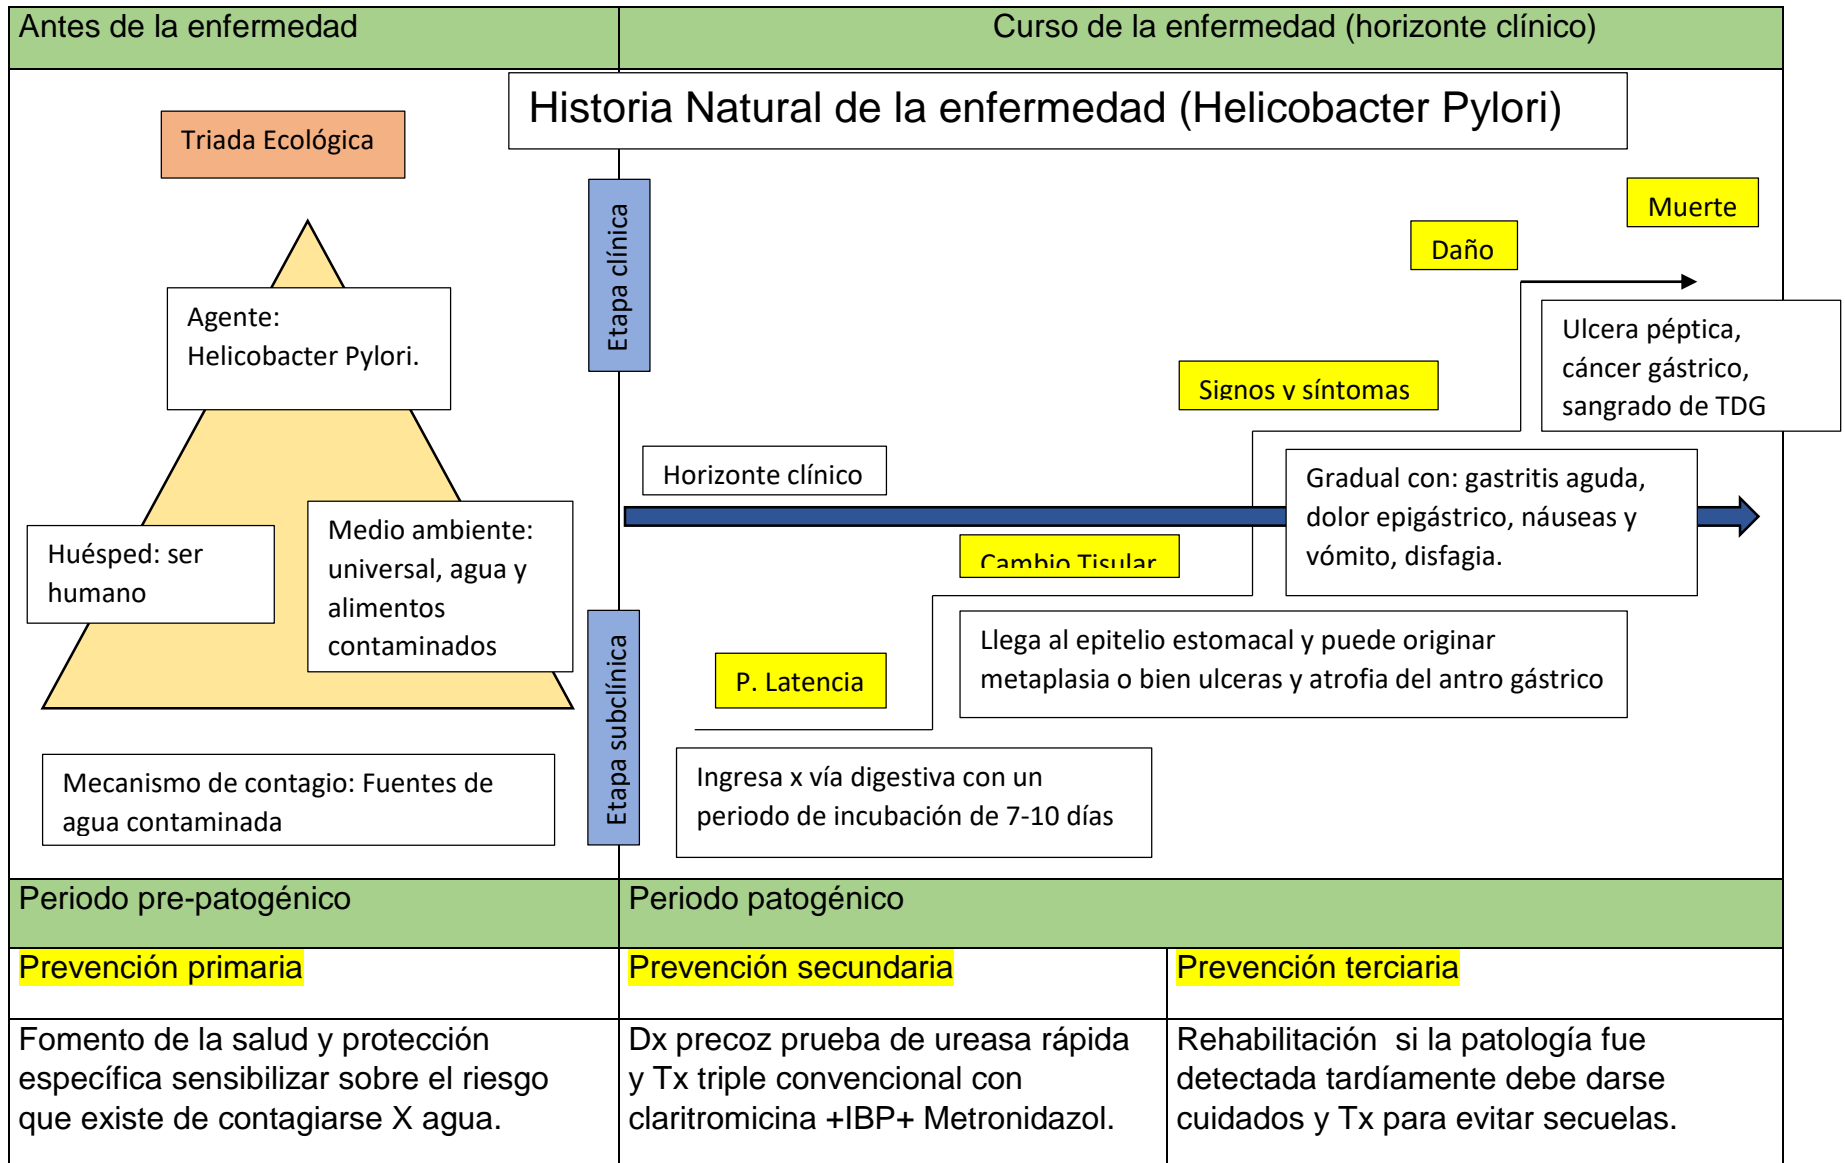 Antes de la enfermedad
Curso de la enfermedad (horizonte clínico)
Historia Natural de la enfermedad (Helicobacter Pylori)
Triada Ecológica
Agente:
Helicobacter Pylori.
Huésped: ser
humano
Medio ambiente:
universal, agua y
alimentos
contaminados
Mecanismo de contagio: Fuentes de
agua contaminada
Etapa clínica
Etapa subclínica
Muerte
Daño
Ulcera péptica,
cáncer gástrico,
sangrado de TDG
Signos y síntomas
Horizonte clínico
Gradual con: gastritis aguda,
dolor epigástrico, náuseas y
vómito, disfagia.
Cambio Tisular
Llega al epitelio estomacal y puede originar
metaplasia o bien ulceras y atrofia del antro gástrico
P. Latencia
Ingresa x vía digestiva con un
periodo de incubación de 7-10 días
Periodo pre-patogénico
Periodo patogénico
Prevención primaria
Prevención secundaria
Prevención terciaria
Fomento de la salud y protección
específica sensibilizar sobre el riesgo
que existe de contagiarse X agua.
Dx precoz prueba de ureasa rápida
y Tx triple convencional con
claritromicina +IBP+ Metronidazol.
Rehabilitación  si la patología fue
detectada tardíamente debe darse
cuidados y Tx para evitar secuelas.